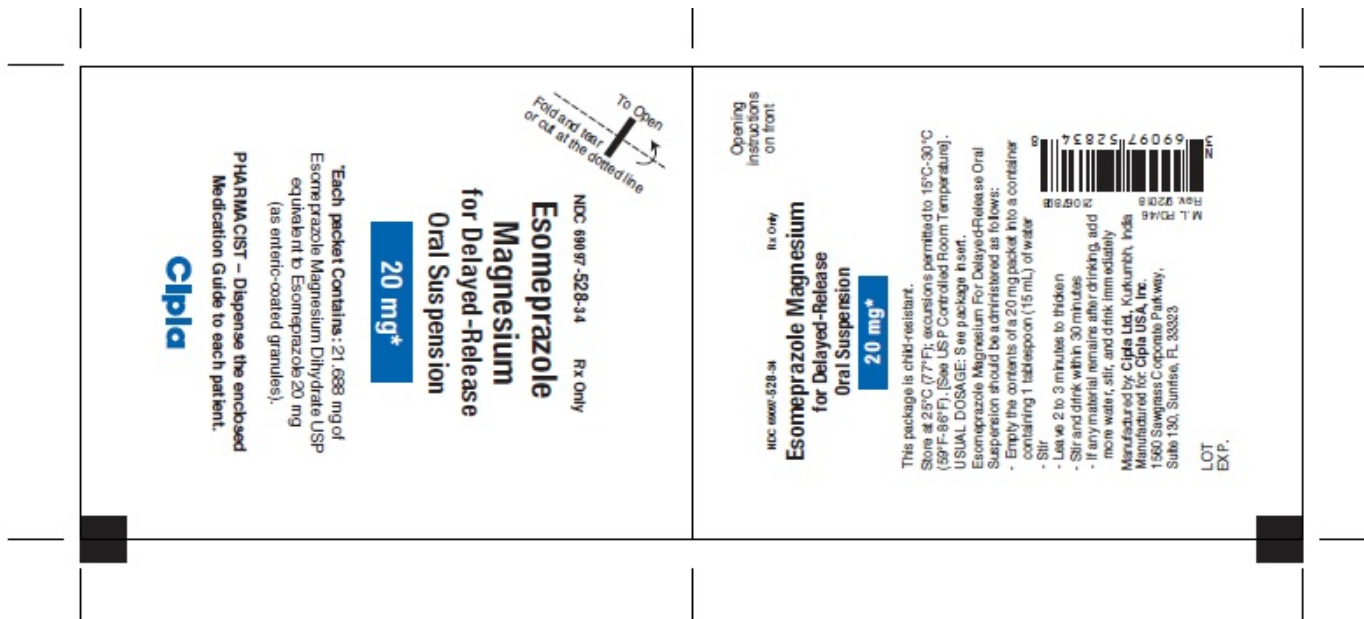 To Open
Fold and tear
or cut at the dotted line
NDC 69097-528-34 Rx Only
Esomeprazole
Magnesium
for Delayed-Release
Oral Suspension
20 mg*
*Each packet Contains: 21.688 mg of
Esomeprazole Magnesium Dihydrate USP
equivalent to Esomeprazole 20 mg
(as enteric-coated granules).
PHARMACIST – Dispense the enclosed
Medication Guide to each patient.
Cipla
Opening
instructions
on front
NDC 69097-528-34 Rx Only
Esomeprazole Magnesium
for Delayed-Release
Oral Suspension
20 mg*
This package is child-resistant.
Store at 25°C (77°F); excursions permitted to 15°C-30°C
(59°F-86°F). [See USP Controlled Room Temperature].
USUAL DOSAGE: See package insert.
Esomeprazole Magnesium For Delayed-Release Oral
Suspension should be administered as follows:
- Empty the contents of a 20 mg packet into a container
containing 1 tablespoon (15 mL) of water
- Stir
- Leave 2 to 3 minutes to thicken
- Stir and drink within 30 minutes
- If any material remains after drinking, add
more water, stir, and drink immediately
Manufactured by: Cipla Ltd., Kurkumbh, India
Manufactured for: Cipla USA, Inc.
1560 Sawgrass Corporate Parkway,
Suite 130, Sunrise, FL 33323
LOT
EXP.
N
3
69097 52834 8
M. L. PD/46